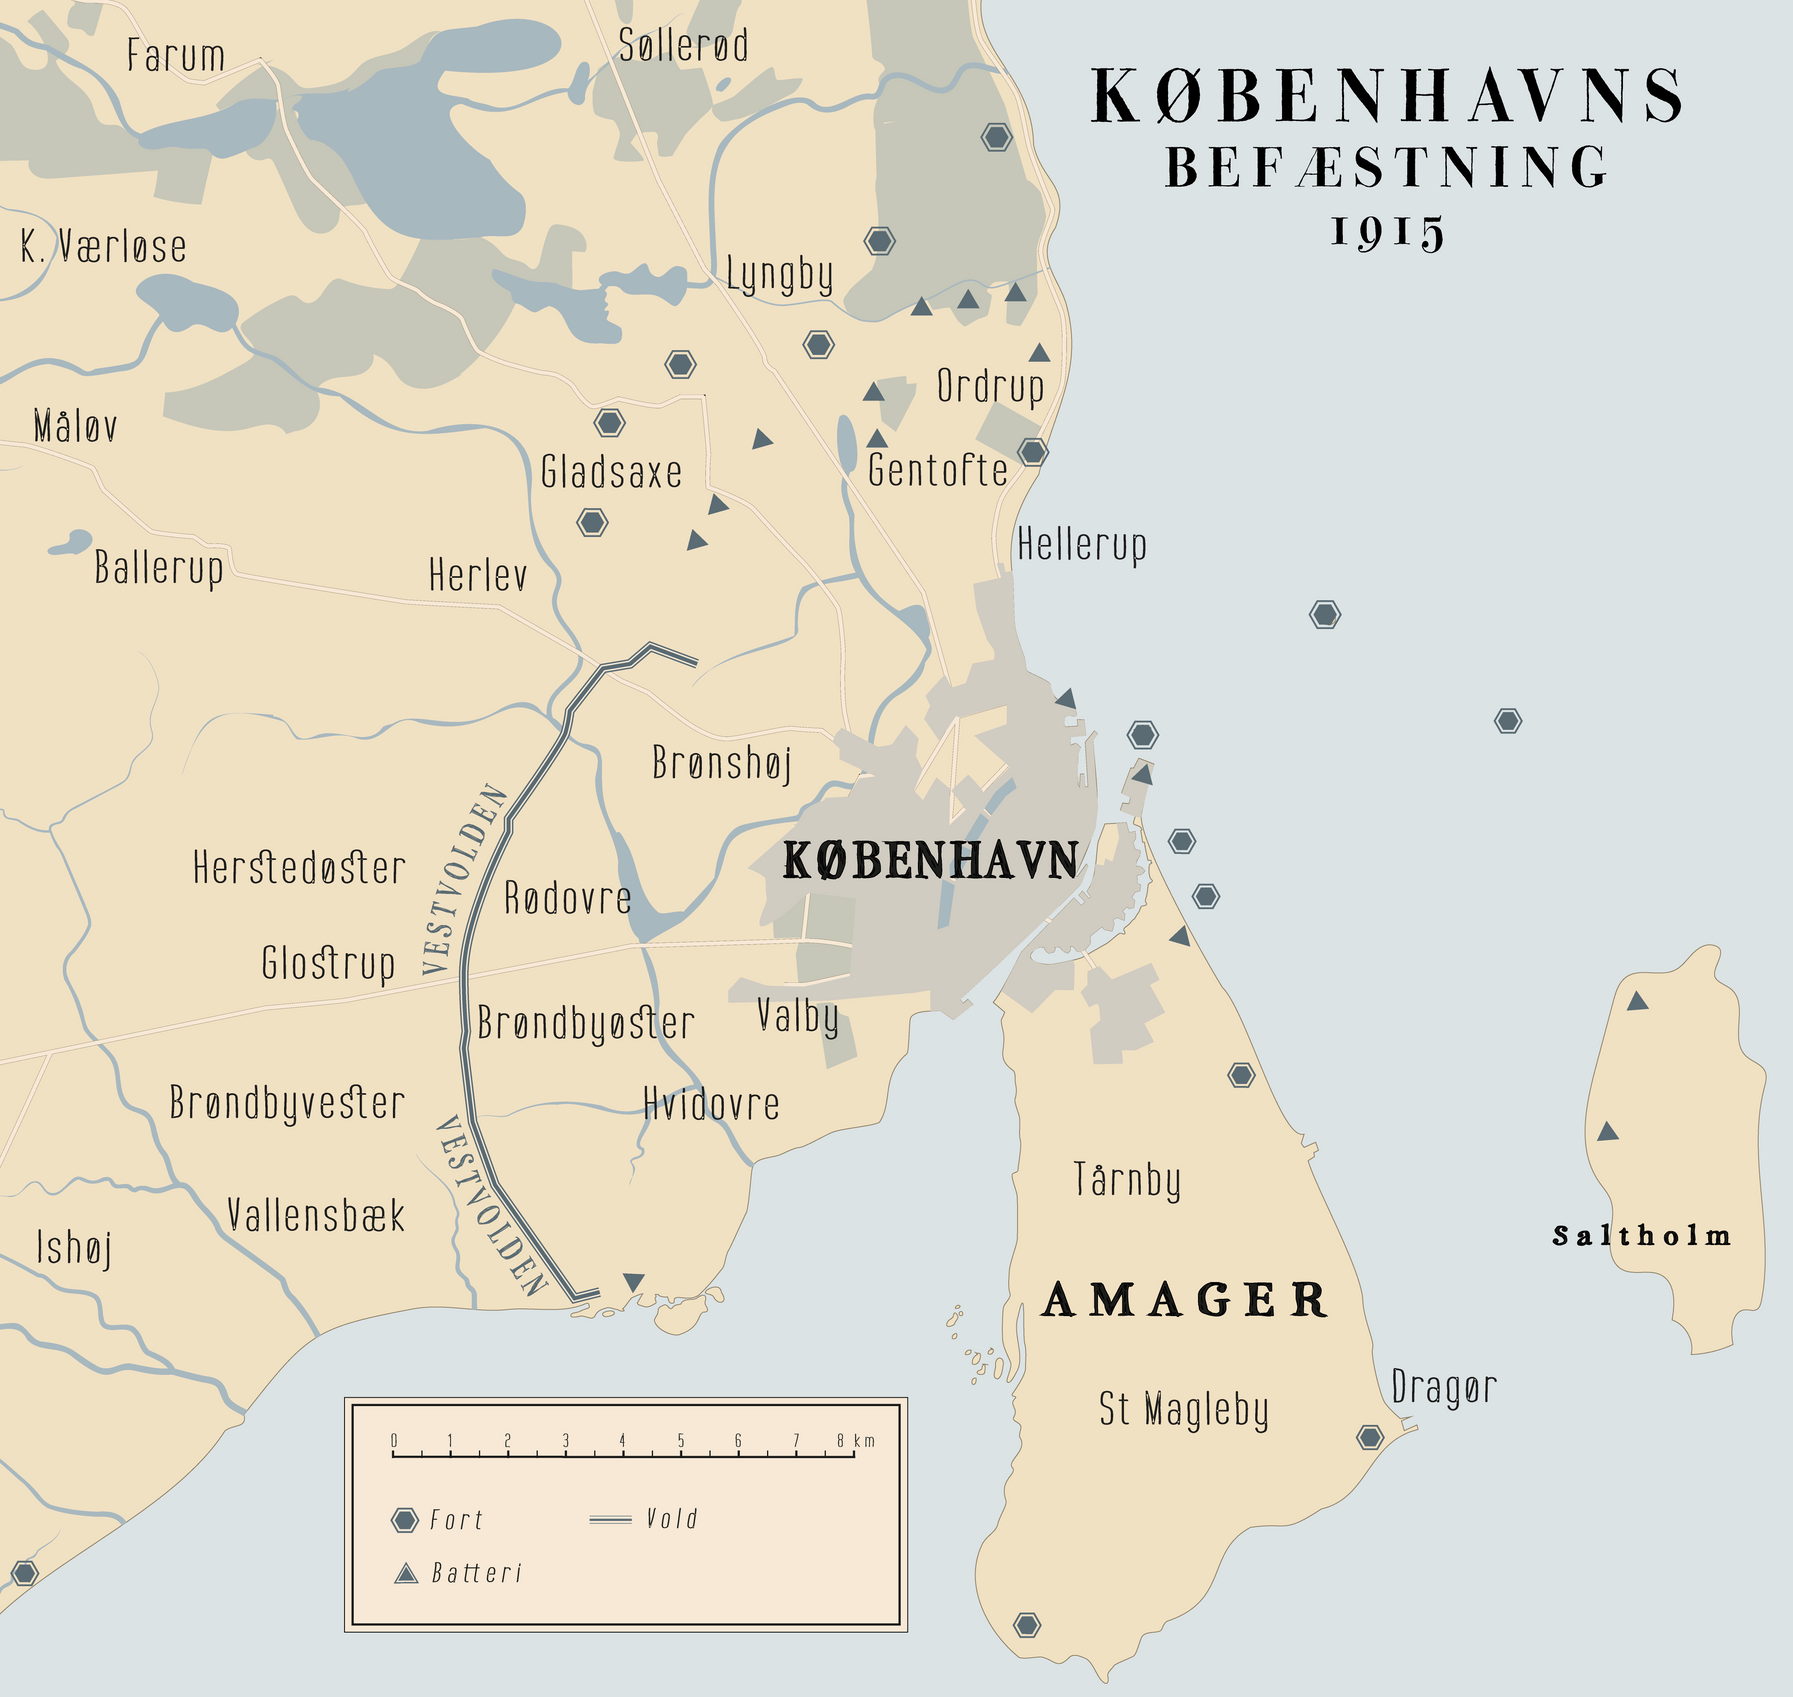 KØBENHAVNS
BEFÆSTNING
1915
Farum
Søllerød
K. Værløse
Lyngby
Ordrup
Måløv
Gladsaxe
Gentofte
Hellerup
Ballerup
Herlev
Brønshøj
VESTVOLDEN
KØBENHAVN
Herstedøster
Rødovre
Glostrup
Brøndbyøster
Valby
Brøndbyvester
Hvidovre
VESTVOLDEN
Tårnby
Vallensbæk
Ishøj
Saltholm
AMAGER
Dragør
St Magleby
0 1 2 3 4 5 6 7 8 km
Fort
Vold
Batteri